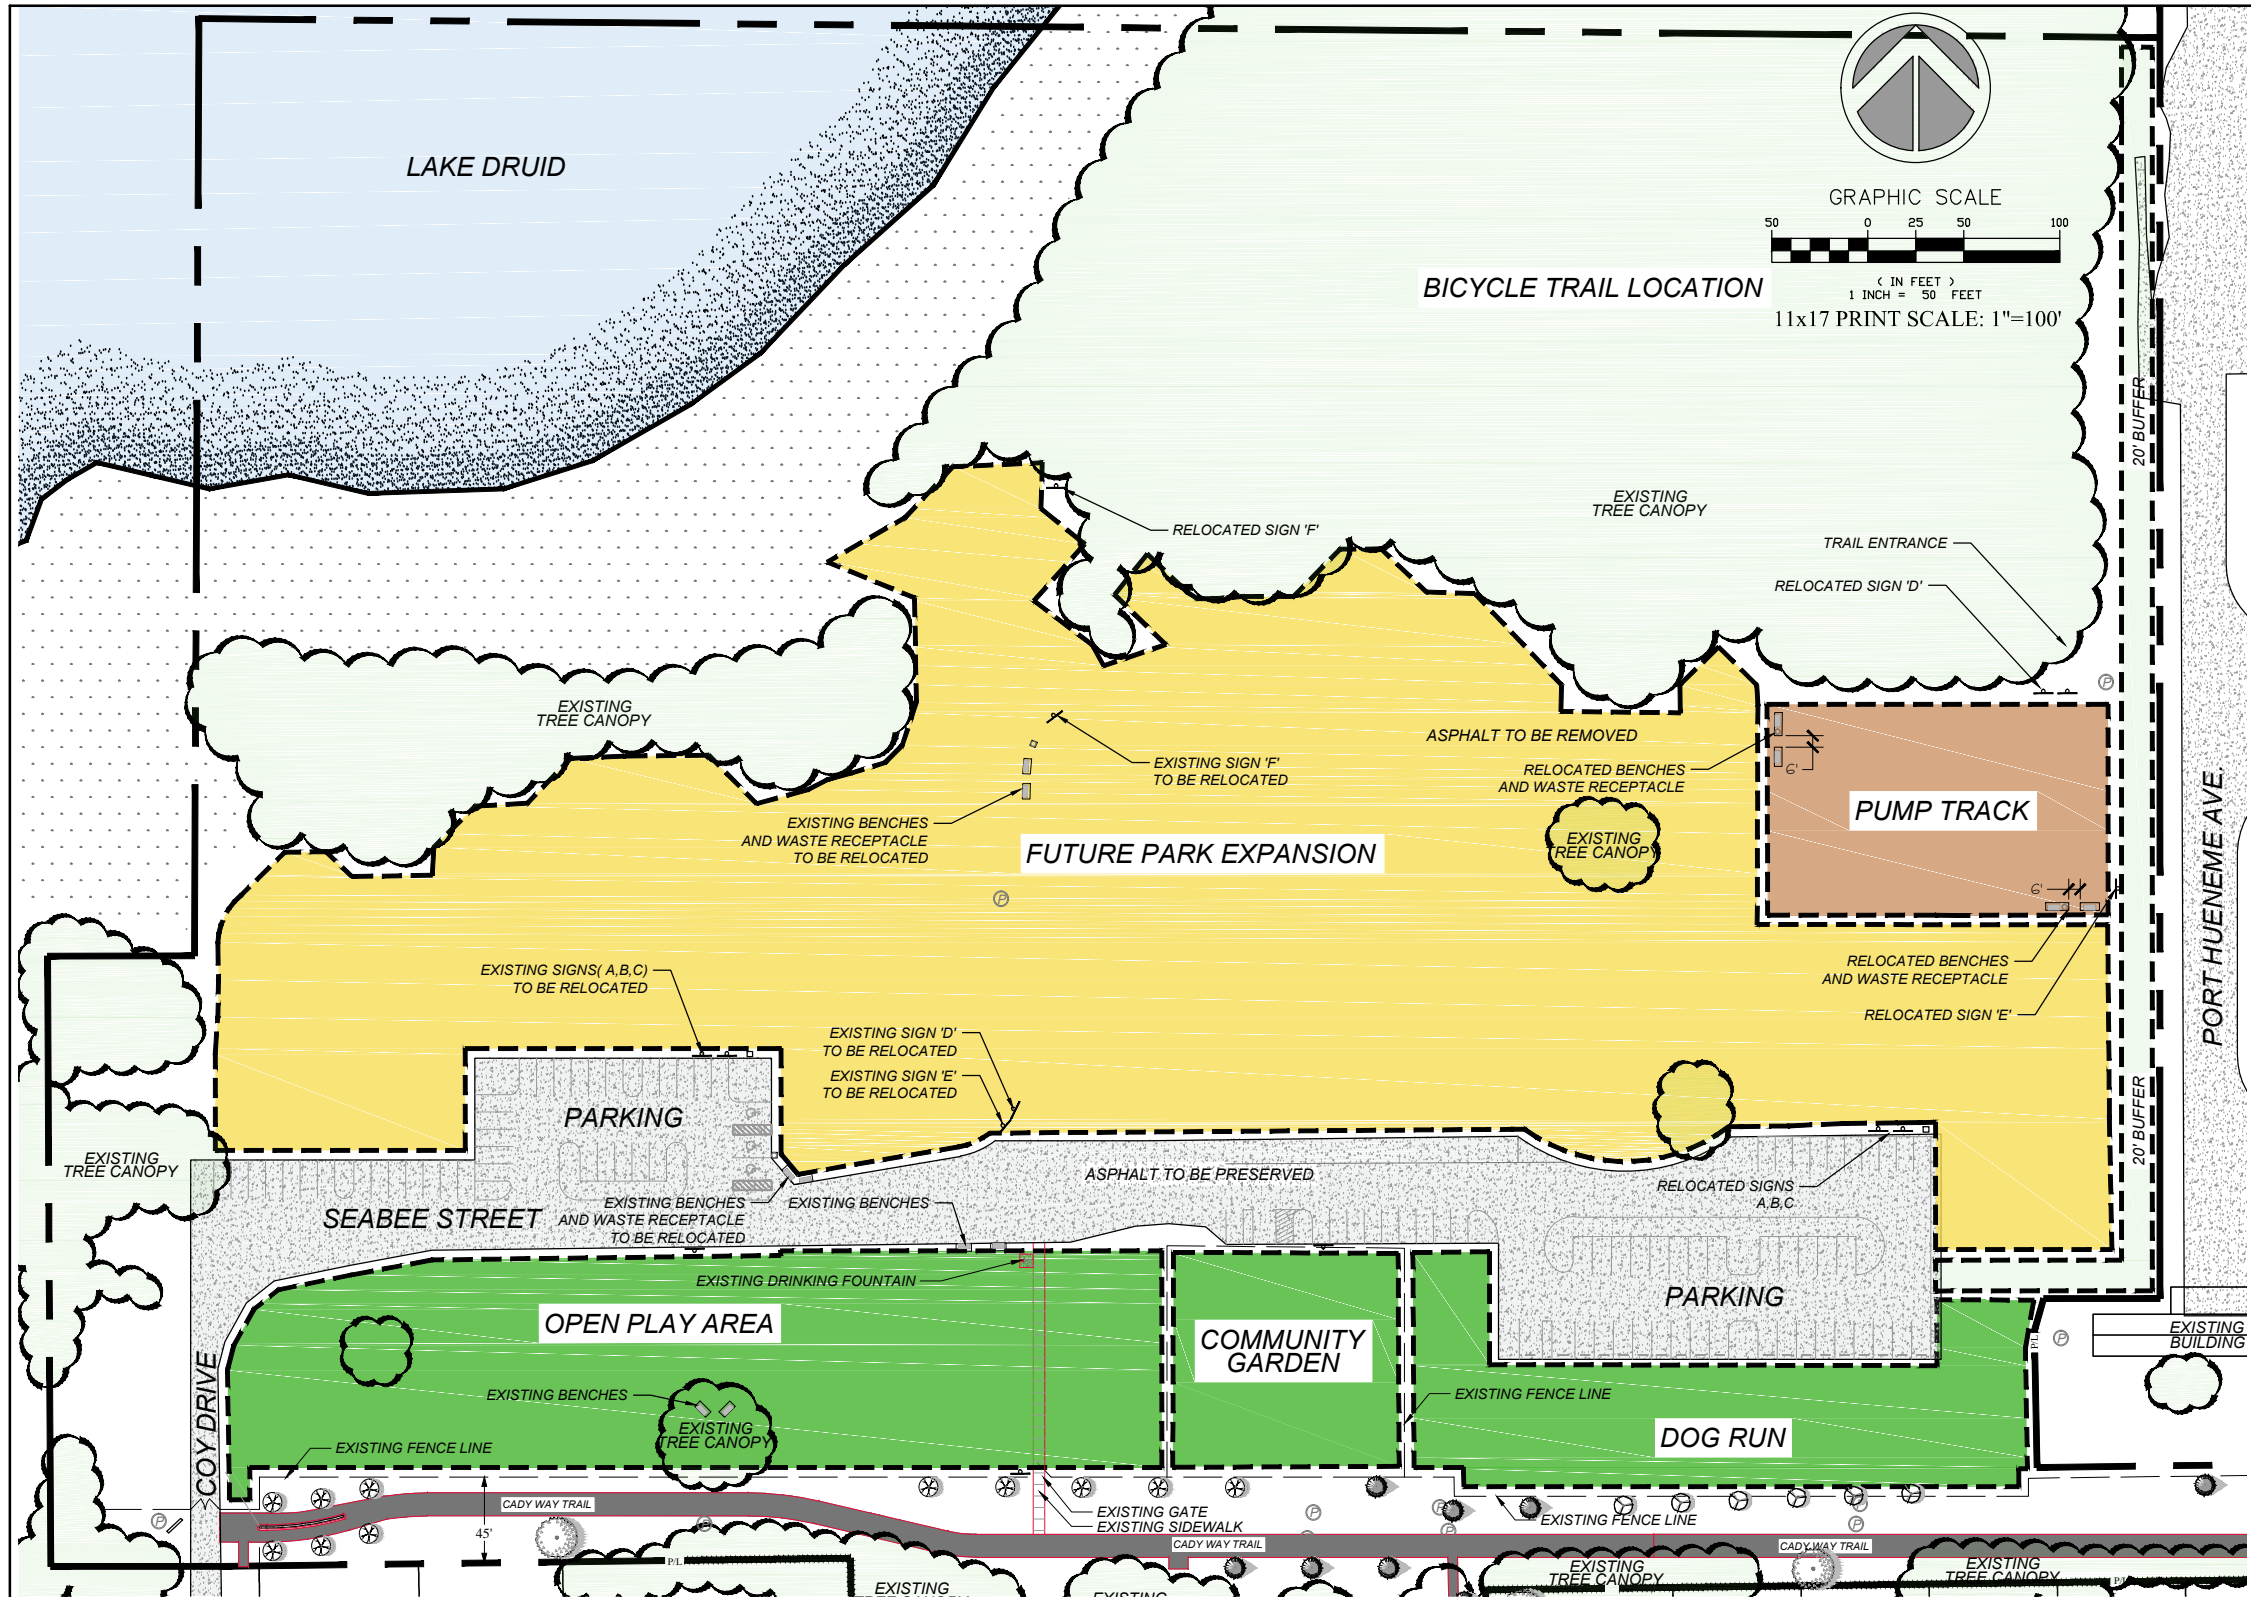 LAKE DRUID
GRAPHIC SCALE
50 0 25 50 100
( IN FEET )
1 INCH = 50 FEET
11x17 PRINT SCALE: 1"=100'
BICYCLE TRAIL LOCATION
20' BUFFER
EXISTING
TREE CANOPY
RELOCATED SIGN 'F'
TRAIL ENTRANCE
RELOCATED SIGN 'D'
P
EXISTING
TREE CANOPY
EXISTING SIGN 'F'
TO BE RELOCATED
ASPHALT TO BE REMOVED
RELOCATED BENCHES
AND WASTE RECEPTACLE
6'
PUMP TRACK
EXISTING BENCHES
AND WASTE RECEPTACLE
TO BE RELOCATED
FUTURE PARK EXPANSION
EXISTING
TREE CANOPY
PORT HUENEME AVE.
P
6'
RELOCATED BENCHES
AND WASTE RECEPTACLE
RELOCATED SIGN 'E'
EXISTING SIGNS( A,B,C)
TO BE RELOCATED
EXISTING SIGN 'D'
TO BE RELOCATED
EXISTING SIGN 'E'
TO BE RELOCATED
PARKING
20' BUFFER
EXISTING
TREE CANOPY
ASPHALT TO BE PRESERVED
RELOCATED SIGNS
A,B,C
SEABEE STREET
EXISTING BENCHES
AND WASTE RECEPTACLE
TO BE RELOCATED
EXISTING BENCHES
EXISTING DRINKING FOUNTAIN
PARKING
OPEN PLAY AREA
COMMUNITY
GARDEN
P/L
P
EXISTING
BUILDING
COY DRIVE
EXISTING BENCHES
EXISTING
TREE CANOPY
EXISTING FENCE LINE
DOG RUN
EXISTING FENCE LINE
CADY WAY TRAIL
45'
EXISTING GATE
EXISTING SIDEWALK
EXISTING FENCE LINE
P
P
P
P
P
P
P
P
CADY WAY TRAIL
CADY WAY TRAIL
P/L
EXISTING
TREE CANOPY
EXISTING
EXISTING
TREE CANOPY
EXISTING
TREE CANOPY
P/L